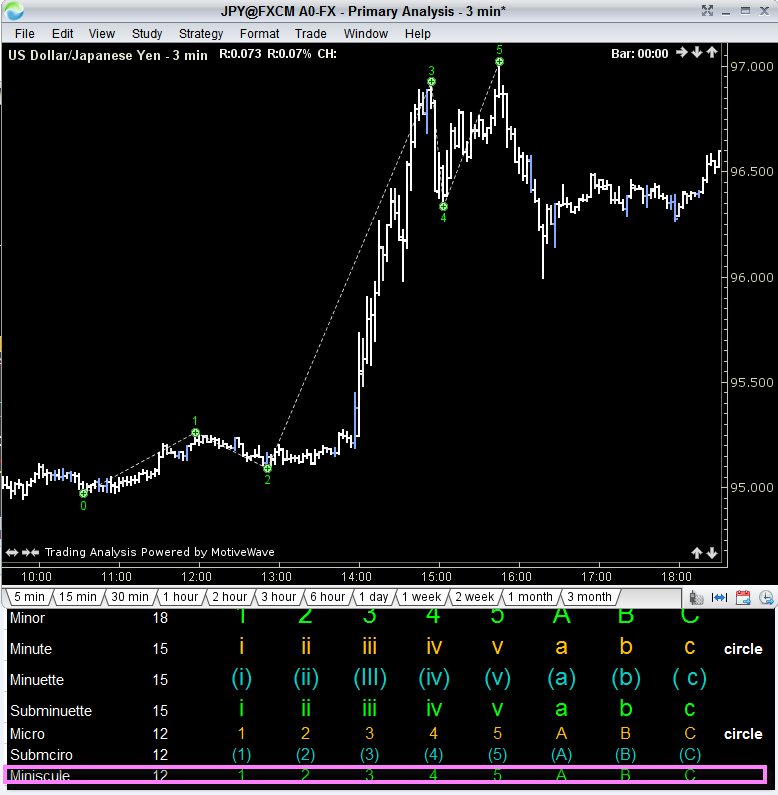 JPY@FXCM A0-FX - Primary Analysis - 3 min*
File Edit View Study Strategy Format Trade Window Help
US Dollar/Japanese Yen - 3 min R:0.073 R:0.07% CH: Bar: 00:00
5
97.000
3
96.500
4
96.000
95.500
1
2
95.000
0
Trading Analysis Powered by MotiveWave
10:00 11:00 12:00 13:00 14:00 15:00 16:00 17:00 18:00
5 min 15 min 30 min 1 hour 2 hour 3 hour 6 hour 1 day 1 week 2 week 1 month 3 month
Minor 18 1 2 3 4 5 A B C
Minute 15 i ii iii iv v a b c circle
Minuette 15 (i) (ii) (III) (iv) (v) (a) (b) ( c)
Subminuette 15 i ii iii iv v a b c
Micro 12 1 2 3 4 5 A B C circle
Submciro 12 (1) (2) (3) (4) (5) (A) (B) (C)
Miniscule 12 1 2 3 4 5 A B C